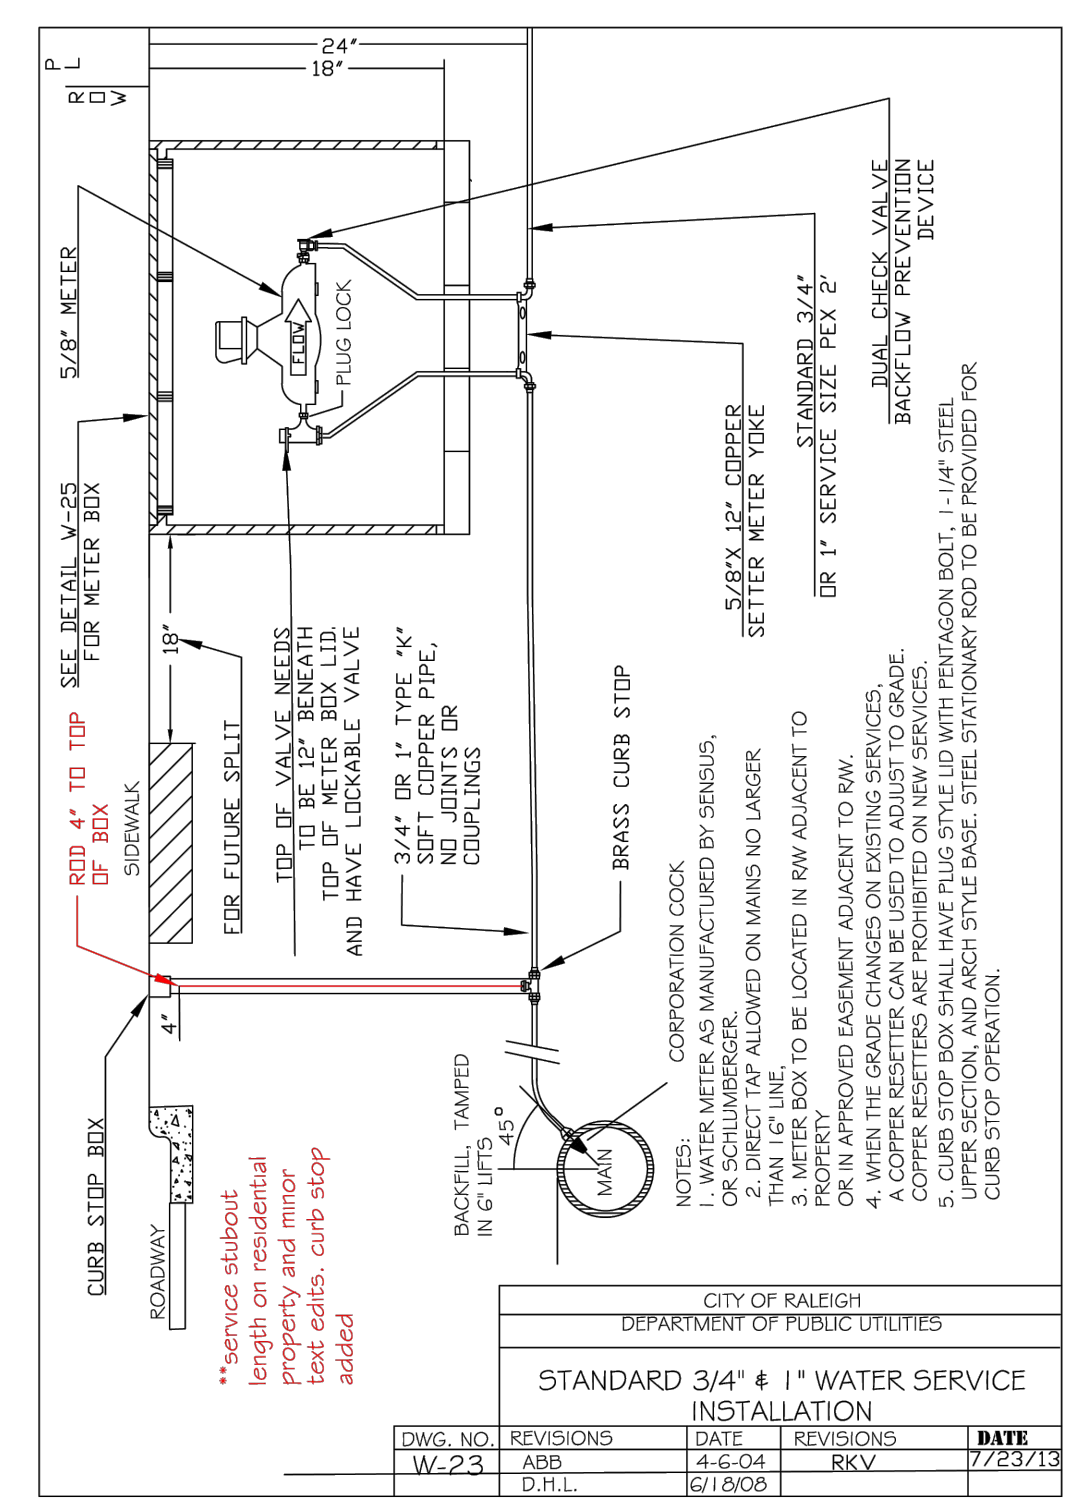 24"
18"
P
L
ROW
5/8" METER
SEE DETAIL W-25
FOR METER BOX
ROD 4" TO TOP
OF BOX
SIDEWALK
18"
FOR FUTURE SPLIT
FLOW
PLUG LOCK
TOP OF VALVE NEEDS
TO BE 12" BENEATH
TOP OF METER BOX LID.
AND HAVE LOCKABLE VALVE
3/4" OR 1" TYPE "K"
SOFT COPPER PIPE,
NO JOINTS OR
COUPLINGS
BRASS CURB STOP
5/8"X 12" COPPER
SETTER METER YOKE
STANDARD 3/4"
OR 1" SERVICE SIZE PEX 2'
DUAL CHECK VALVE
BACKFLOW PREVENTION
DEVICE
CURB STOP BOX
4"
ROADWAY
BACKFILL, TAMPED
IN 6" LIFTS
45°
MAIN
CORPORATION COCK
**service stubout
length on residential
property and minor
text edits. curb stop
added
NOTES:
1. WATER METER AS MANUFACTURED BY SENSUS,
OR SCHLUMBERGER.
2. DIRECT TAP ALLOWED ON MAINS NO LARGER
THAN 16" LINE,
3. METER BOX TO BE LOCATED IN R/W ADJACENT TO
PROPERTY
OR IN APPROVED EASEMENT ADJACENT TO R/W.
4. WHEN THE GRADE CHANGES ON EXISTING SERVICES,
A COPPER RESETTER CAN BE USED TO ADJUST TO GRADE.
COPPER RESETTERS ARE PROHIBITED ON NEW SERVICES.
5. CURB STOP BOX SHALL HAVE PLUG STYLE LID WITH PENTAGON BOLT, 1-1/4" STEEL
UPPER SECTION, AND ARCH STYLE BASE. STEEL STATIONARY ROD TO BE PROVIDED FOR
CURB STOP OPERATION.
CITY OF RALEIGH
DEPARTMENT OF PUBLIC UTILITIES
STANDARD 3/4" & 1" WATER SERVICE
INSTALLATION
DWG. NO. REVISIONS DATE REVISIONS DATE
W-23 ABB 4-6-04 RKV 7/23/13
D.H.L. 6/18/08